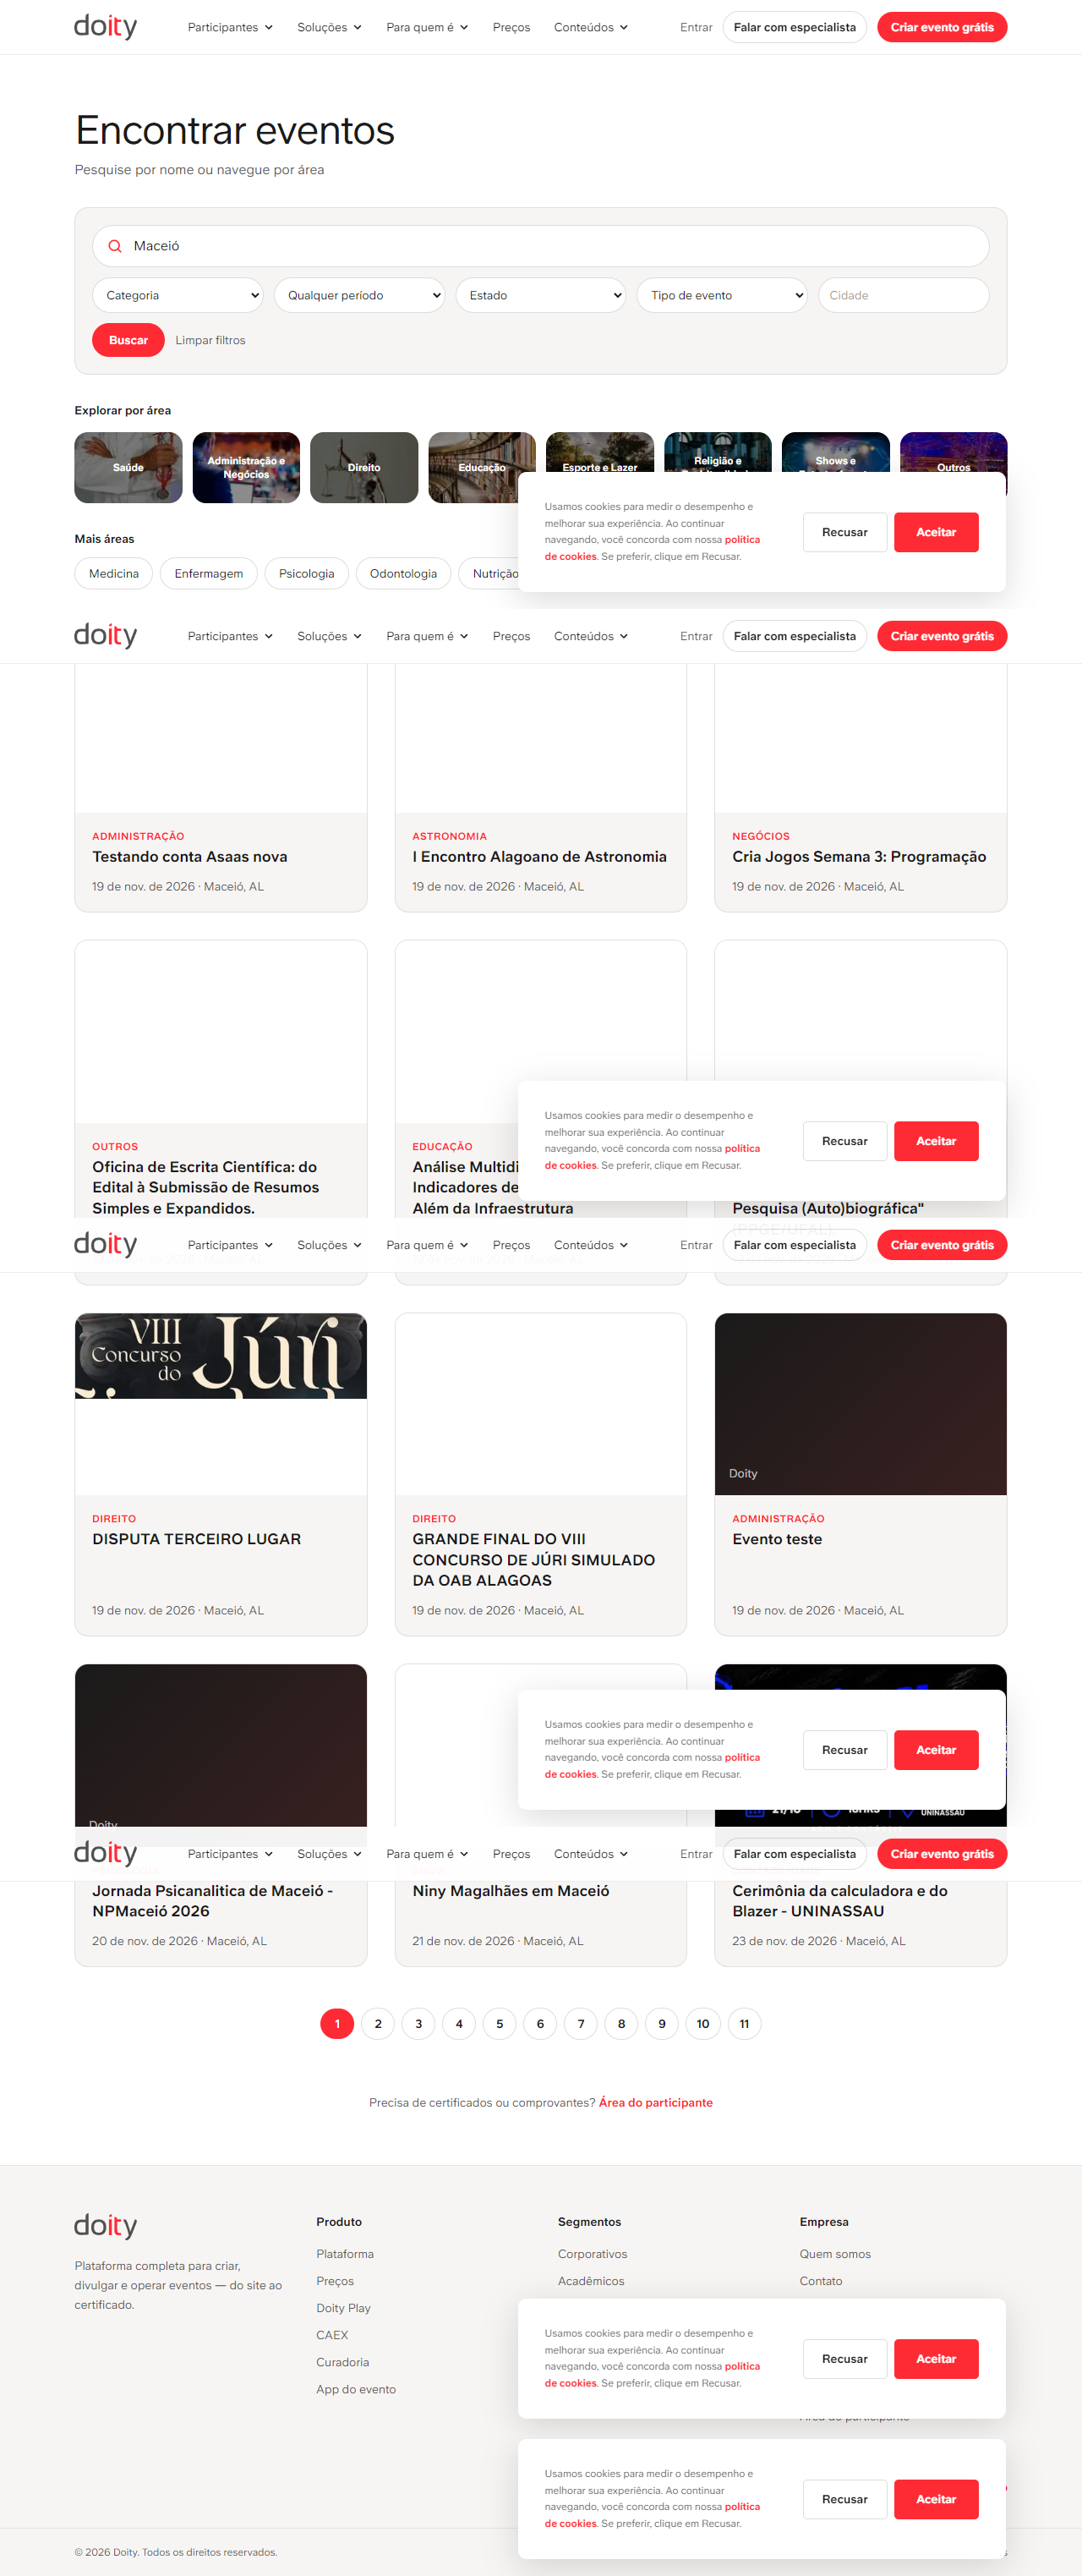 doity
Participantes
Soluções
Para quem é
Preços
Conteúdos
Entrar
Falar com especialista
Criar evento grátis
Encontrar eventos
Pesquise por nome ou navegue por área
Maceió
Categoria
Qualquer período
Estado
Tipo de evento
Cidade
Buscar
Limpar filtros
Explorar por área
Saúde
Administração e
Negócios
Direito
Educação
Esporte e Lazer
Religião e
Shows e
Outros
Usamos cookies para medir o desempenho e
melhorar sua experiência. Ao continuar
navegando, você concorda com nossa política
de cookies. Se preferir, clique em Recusar.
Recusar
Aceitar
Mais áreas
Medicina
Enfermagem
Psicologia
Odontologia
Nutrição
doity
Participantes
Soluções
Para quem é
Preços
Conteúdos
Entrar
Falar com especialista
Criar evento grátis
ADMINISTRAÇÃO
Testando conta Asaas nova
19 de nov. de 2026 · Maceió, AL
ASTRONOMIA
I Encontro Alagoano de Astronomia
19 de nov. de 2026 · Maceió, AL
NEGÓCIOS
Cria Jogos Semana 3: Programação
19 de nov. de 2026 · Maceió, AL
OUTROS
Oficina de Escrita Científica: do
Edital à Submissão de Resumos
Simples e Expandidos.
EDUCAÇÃO
Análise
Indicadores de
Além da Infraestrutura
Usamos cookies para medir o desempenho e
melhorar sua experiência. Ao continuar
navegando, você concorda com nossa política
de cookies. Se preferir, clique em Recusar.
Recusar
Aceitar
Pesquisa (Auto)biográfica"
(PPGE/UFAL)
doity
Participantes
Soluções
Para quem é
Preços
Conteúdos
Entrar
Falar com especialista
Criar evento grátis
VIII
Concurso
do
Júri
DIREITO
DISPUTA TERCEIRO LUGAR
19 de nov. de 2026 · Maceió, AL
DIREITO
GRANDE FINAL DO VIII
CONCURSO DE JÚRI SIMULADO
DA OAB ALAGOAS
19 de nov. de 2026 · Maceió, AL
Doity
ADMINISTRAÇÃO
Evento teste
19 de nov. de 2026 · Maceió, AL
Usamos cookies para medir o desempenho e
melhorar sua experiência. Ao continuar
navegando, você concorda com nossa política
de cookies. Se preferir, clique em Recusar.
Recusar
Aceitar
Doity
UNINASSAU
doity
Participantes
Soluções
Para quem é
Preços
Conteúdos
Entrar
Falar com especialista
Criar evento grátis
Jornada Psicanalitica de Maceió -
NPMaceió 2026
20 de nov. de 2026 · Maceió, AL
Niny Magalhães em Maceió
21 de nov. de 2026 · Maceió, AL
Cerimônia da calculadora e do
Blazer - UNINASSAU
23 de nov. de 2026 · Maceió, AL
1 2 3 4 5 6 7 8 9 10 11
Precisa de certificados ou comprovantes? Área do participante
doity
Plataforma completa para criar,
divulgar e operar eventos — do site ao
certificado.
Produto
Plataforma
Preços
Doity Play
CAEX
Curadoria
App do evento
Segmentos
Corporativos
Acadêmicos
Empresa
Quem somos
Contato
Usamos cookies para medir o desempenho e
melhorar sua experiência. Ao continuar
navegando, você concorda com nossa política
de cookies. Se preferir, clique em Recusar.
Recusar
Aceitar
Usamos cookies para medir o desempenho e
melhorar sua experiência. Ao continuar
navegando, você concorda com nossa política
de cookies. Se preferir, clique em Recusar.
Recusar
Aceitar
© 2026 Doity. Todos os direitos reservados.